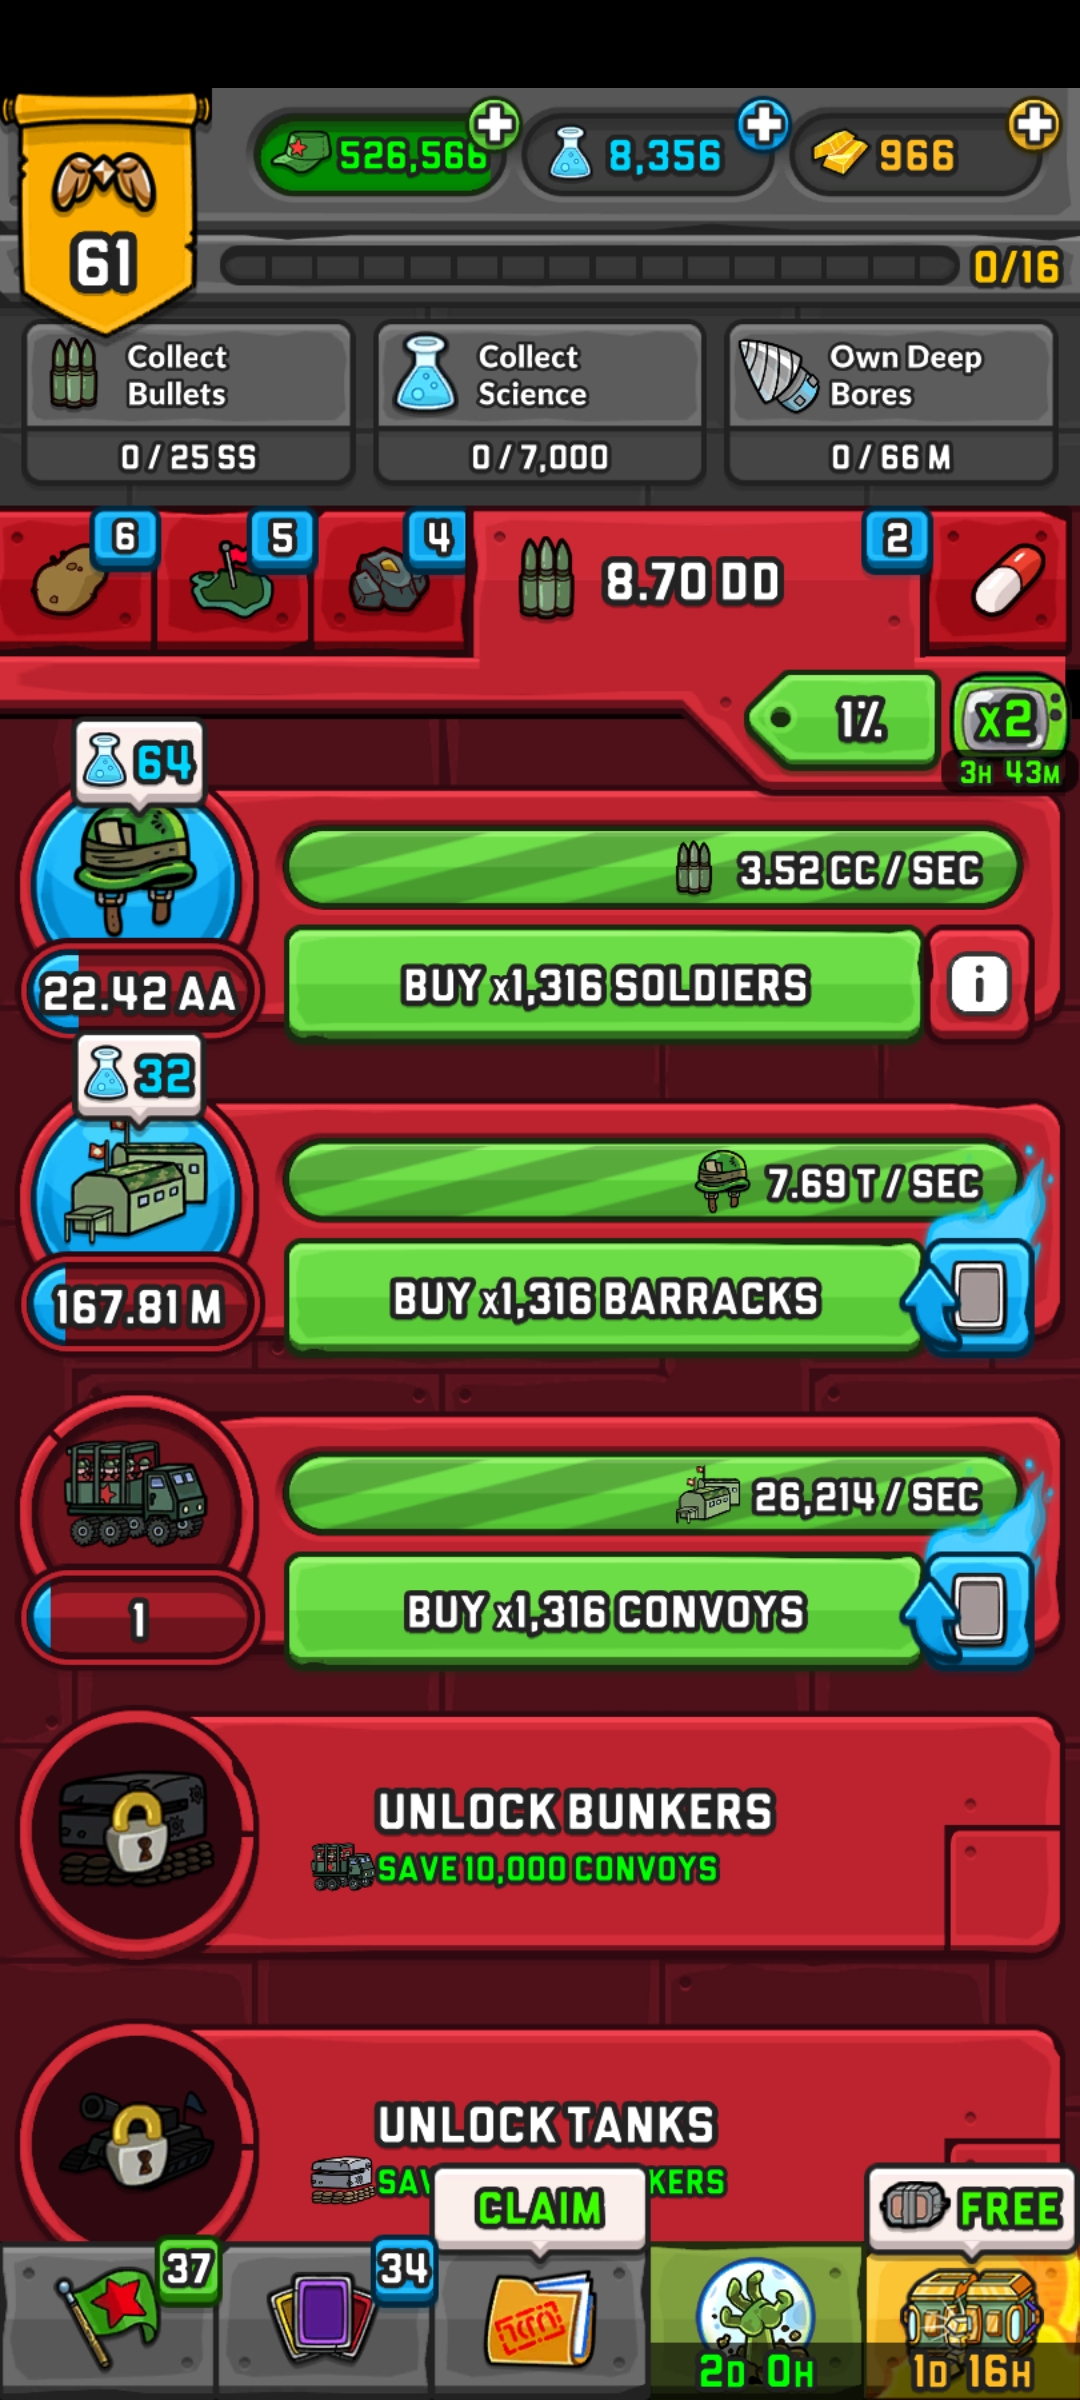 526,566
8,356
966
61
0/16
Collect
Bullets
0 / 25 SS
Collect
Science
0 / 7,000
Own Deep
Bores
0 / 66 M
6
5
4
8.70 DD
2
1%
x2
3H 43M
64
3.52 CC / SEC
22.42 AA
BUY x1,316 SOLDIERS
i
32
7.69 T / SEC
167.81 M
BUY x1,316 BARRACKS
26,214 / SEC
1
BUY x1,316 CONVOYS
UNLOCK BUNKERS
SAVE 10,000 CONVOYS
UNLOCK TANKS
CLAIM
FREE
37
34
2D 0H
1D 16H